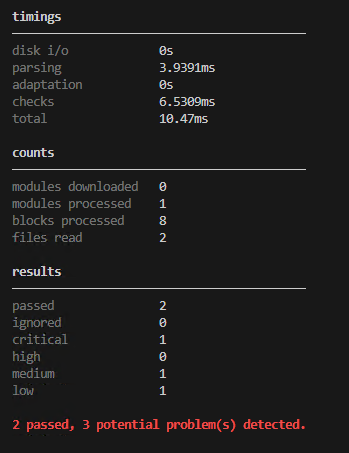 timings
disk i/o 0s
parsing 3.9391ms
adaptation 0s
checks 6.5309ms
total 10.47ms
counts
modules downloaded 0
modules processed 1
blocks processed 8
files read 2
results
passed 2
ignored 0
critical 1
high 0
medium 1
low 1
2 passed, 3 potential problem(s) detected.